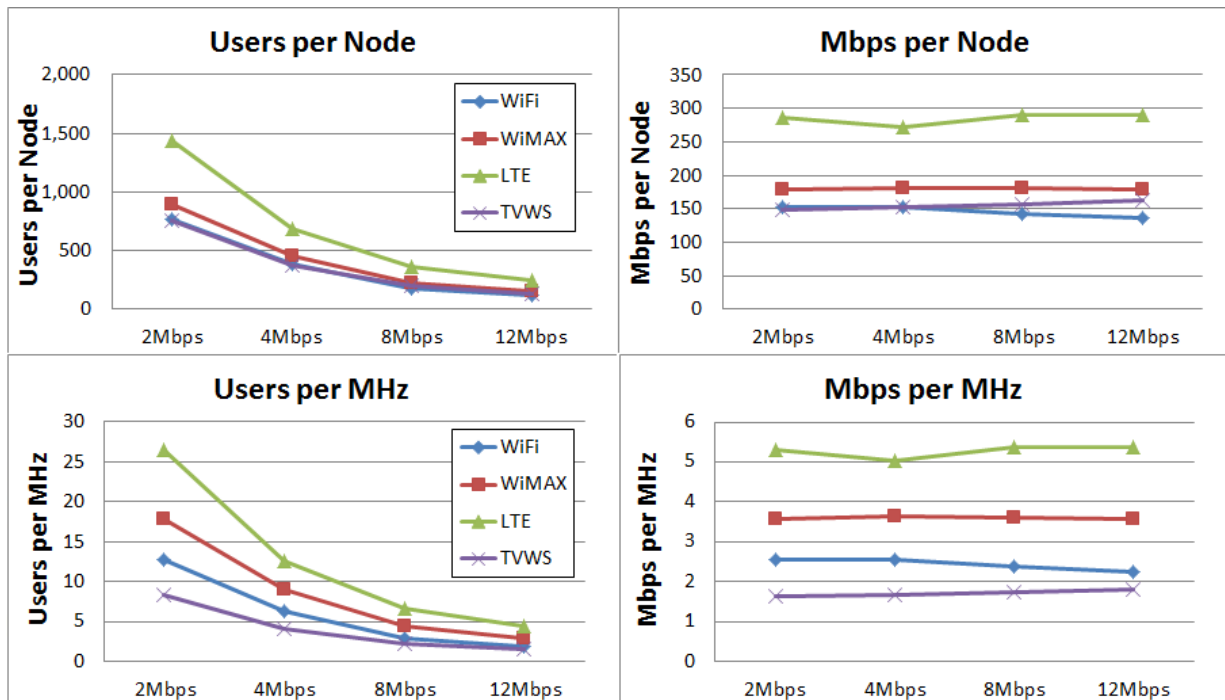 Users per Node
Users per Node
2,000
1,500
1,000
500
0
2Mbps
4Mbps
8Mbps
12Mbps
WiFi
WiMAX
LTE
TVWS
Mbps per Node
Mbps per Node
350
300
250
200
150
100
50
0
2Mbps
4Mbps
8Mbps
12Mbps
Users per MHz
Users per MHz
30
25
20
15
10
5
0
2Mbps
4Mbps
8Mbps
12Mbps
WiFi
WiMAX
LTE
TVWS
Mbps per MHz
Mbps per MHz
6
5
4
3
2
1
0
2Mbps
4Mbps
8Mbps
12Mbps